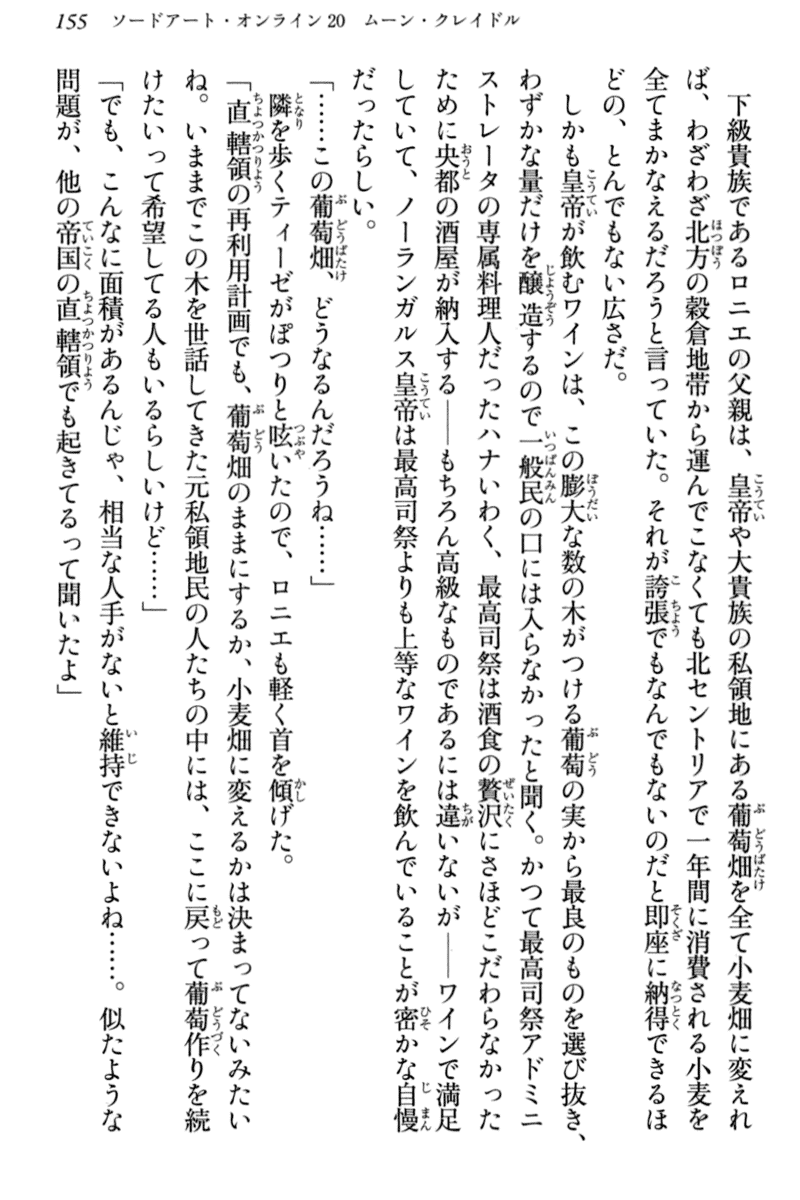 155 ソードアート・オンライン20 ムーン・クレイドル
下級貴族であるロニエの父親は、皇帝や大貴族の私領地にある葡萄畑を全て小麦畑に変えれ
ば、わざわざ北方の穀倉地帯から運んでこなくても北セントリアで一年間に消費される小麦を
全てまかなえるだろうと言っていた。それが誇張でもなんでもないのだと即座に納得できるほ
どの、とんでもない広さだ。
しかも皇帝が飲むワインは、この膨大な数の木がつける葡萄の実から最良のものを選び抜き、
わずかな量だけを醸造するので一般民の口には入らなかったと聞く。かつて最高司祭アドミニ
ストレータの専属料理人だったハナいわく、最高司祭は酒食の贅沢にさほどこだわらなかった
ために央都の酒屋が納入する――もちろん高級なものであるには違いないが――ワインで満足
していて、ノーランガルス皇帝は最高司祭よりも上等なワインを飲んでいることが密かな自慢
だったらしい。
「……この葡萄畑、どうなるんだろうね……」
隣を歩くティーゼがぽつりと呟いたので、ロニエも軽く首を傾げた。
「直轄領の再利用計画でも、葡萄畑のままにするか、小麦畑に変えるかは決まってないみたい
ね。いままでこの木を世話してきた元私領地民の人たちの中には、ここに戻って葡萄作りを続
けたいって希望してる人もいるらしいけど……」
「でも、こんなに面積があるんじゃ、相当な人手がないと維持できないよね……。似たような
問題が、他の帝国の直轄領でも起きてるって聞いたよ」